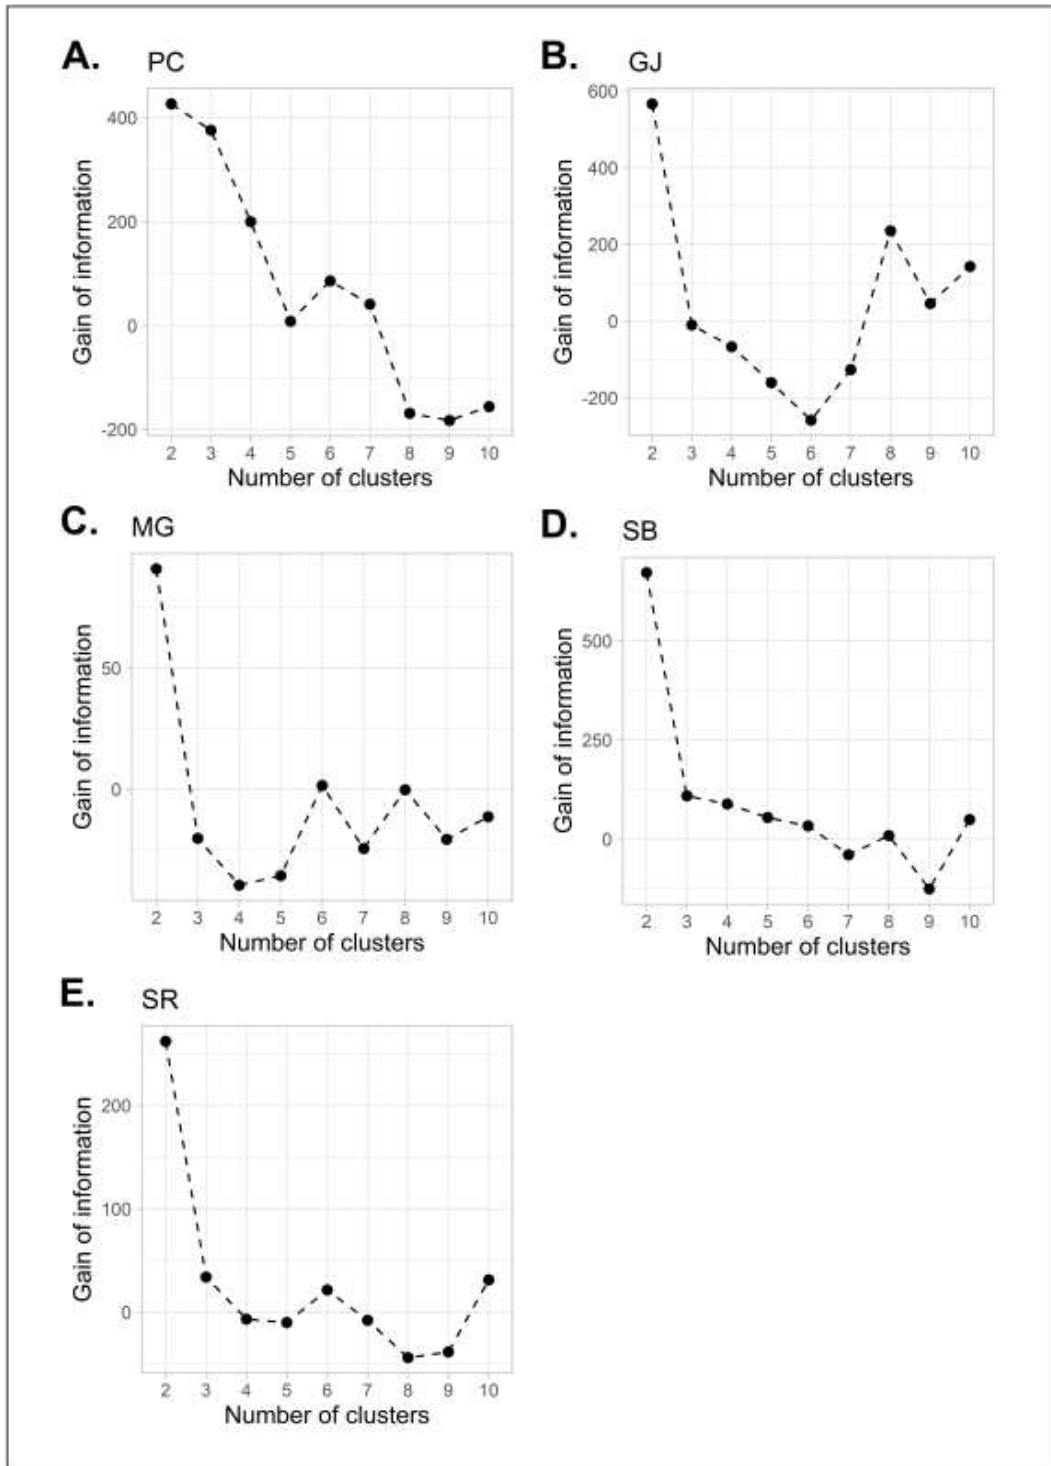 A. PC
Gain of information
400
200
0
-200
2 3 4 5 6 7 8 9 10
Number of clusters
B. GJ
Gain of information
600
400
200
0
-200
2 3 4 5 6 7 8 9 10
Number of clusters
C. MG
Gain of information
50
0
2 3 4 5 6 7 8 9 10
Number of clusters
D. SB
Gain of information
500
250
0
2 3 4 5 6 7 8 9 10
Number of clusters
E. SR
Gain of information
200
100
0
2 3 4 5 6 7 8 9 10
Number of clusters